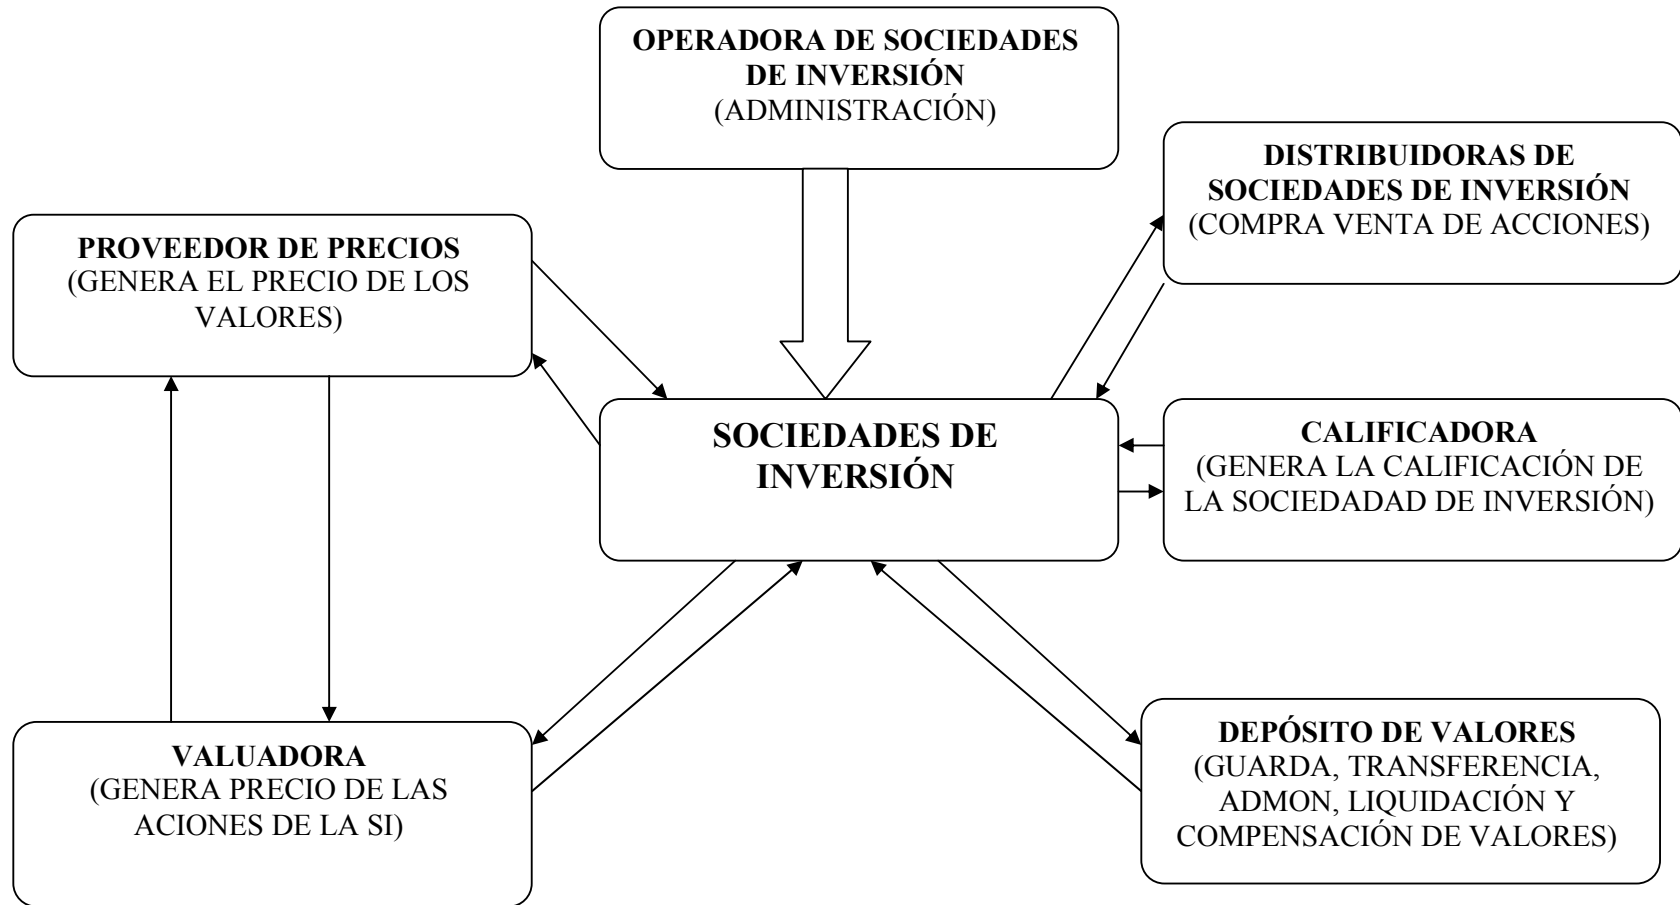 OPERADORA DE SOCIEDADES
DE INVERSIÓN
(ADMINISTRACIÓN)
DISTRIBUIDORAS DE
SOCIEDADES DE INVERSIÓN
(COMPRA VENTA DE ACCIONES)
PROVEEDOR DE PRECIOS
(GENERA EL PRECIO DE LOS
VALORES)
SOCIEDADES DE
INVERSIÓN
CALIFICADORA
(GENERA LA CALIFICACIÓN DE
LA SOCIEDADAD DE INVERSIÓN)
VALUADORA
(GENERA PRECIO DE LAS
ACIONES DE LA SI)
DEPÓSITO DE VALORES
(GUARDA, TRANSFERENCIA,
ADMON, LIQUIDACIÓN Y
COMPENSACIÓN DE VALORES)